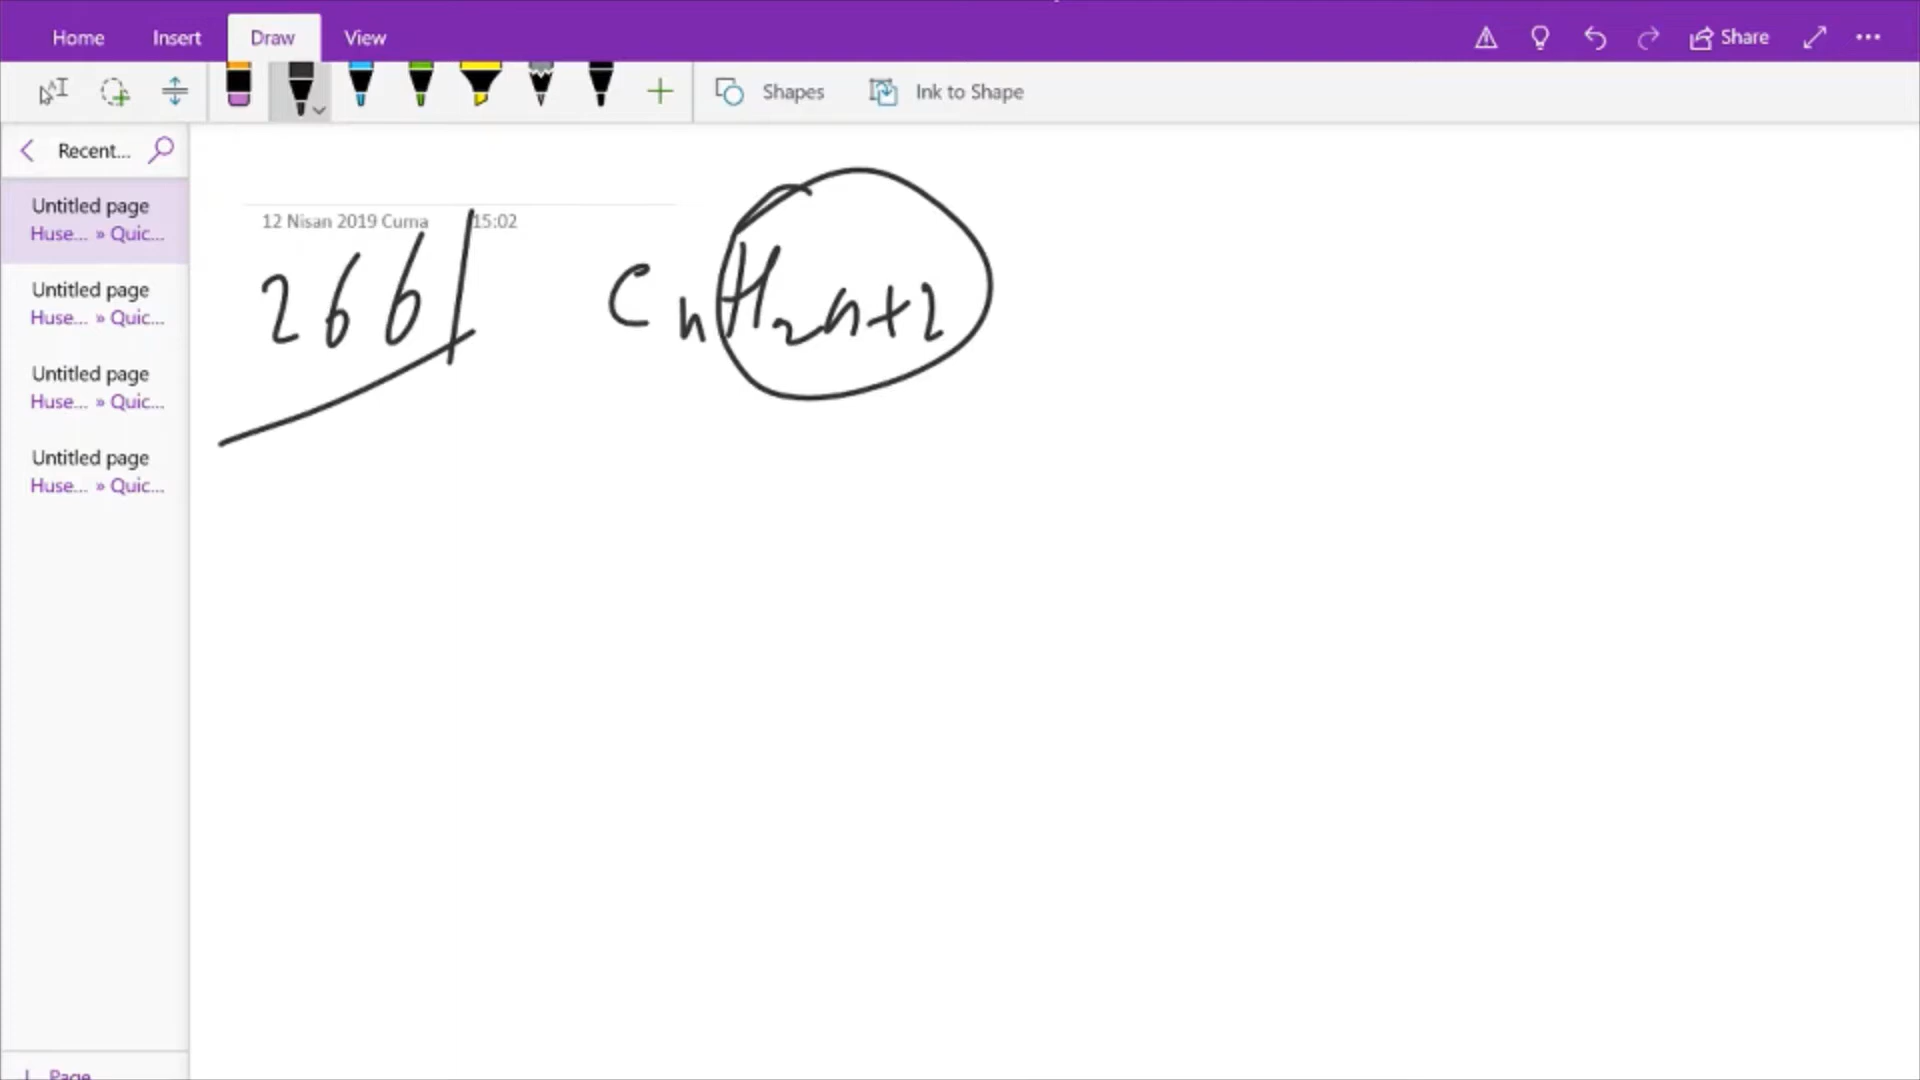 Home Insert Draw View Share
Shapes Ink to Shape
Recent...
Untitled page
Huse... » Quic...
Untitled page
Huse... » Quic...
Untitled page
Huse... » Quic...
Untitled page
Huse... » Quic...
Page
12 Nisan 2019 Cuma 15:02
266 CnH2n+2